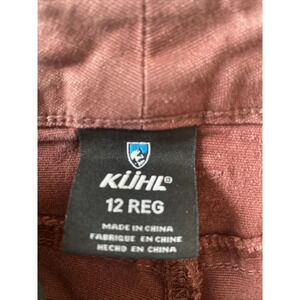 KÜHL®
12 REG
MADE IN CHINA
FABRIQUE EN CHINE
HECHO EN CHINA